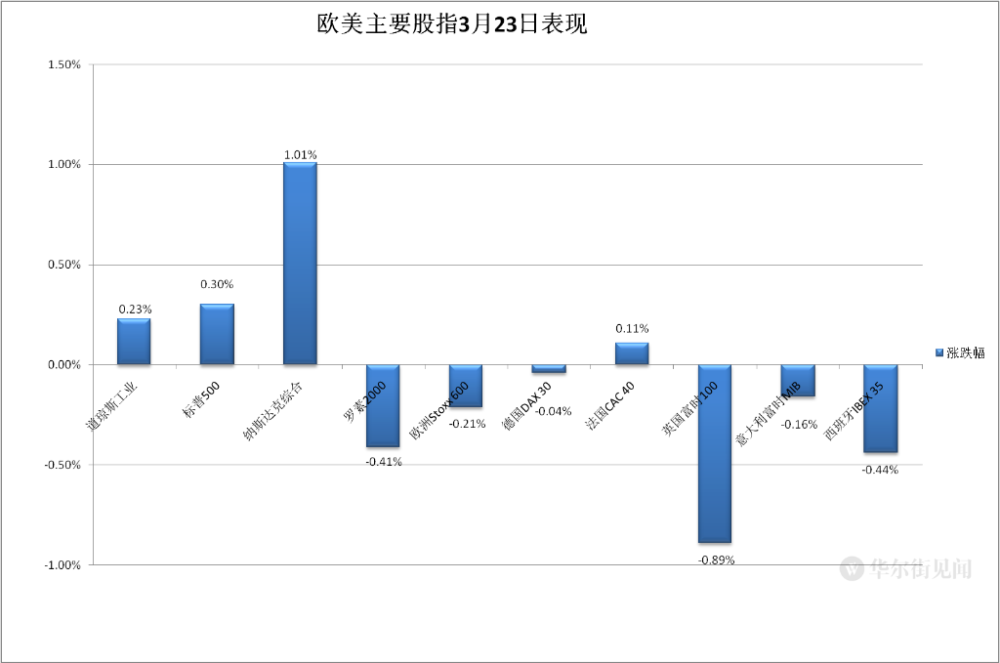 欧美主要股指3月23日表现
1.50%
1.00%
0.50%
0.00%
-0.50%
-1.00%
0.23%
0.30%
1.01%
-0.41%
-0.21%
-0.04%
0.11%
-0.89%
-0.16%
-0.44%
道琼斯工业
标普500
纳斯达克综合
罗素2000
欧洲Stoxx600
德国DAX 30
法国CAC 40
英国富时100
意大利富时MIB
西班牙IBEX 35
涨跌幅
W 华尔街见闻